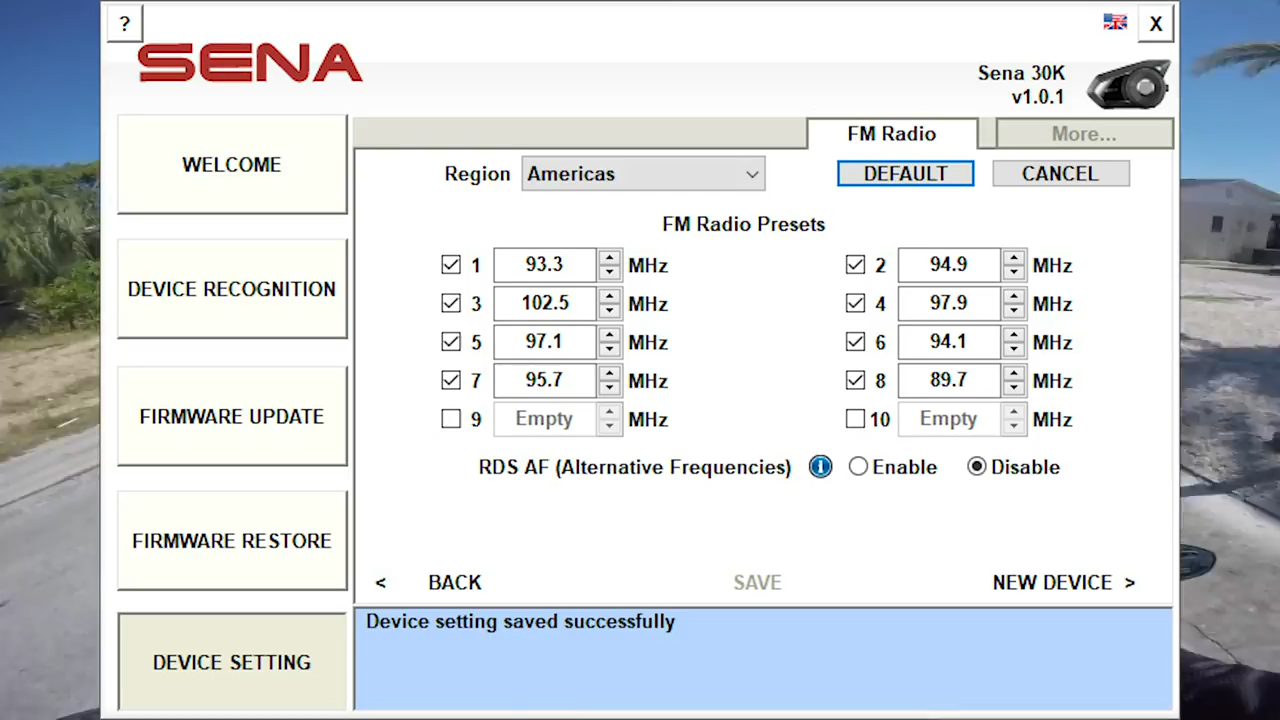 ?
X
SENA
Sena 30K
v1.0.1
WELCOME
DEVICE RECOGNITION
FIRMWARE UPDATE
FIRMWARE RESTORE
DEVICE SETTING
FM Radio
More...
Region Americas
DEFAULT
CANCEL
FM Radio Presets
1 93.3 MHz
2 94.9 MHz
3 102.5 MHz
4 97.9 MHz
5 97.1 MHz
6 94.1 MHz
7 95.7 MHz
8 89.7 MHz
9 Empty MHz
10 Empty MHz
RDS AF (Alternative Frequencies) i Enable Disable
< BACK
SAVE
NEW DEVICE >
Device setting saved successfully